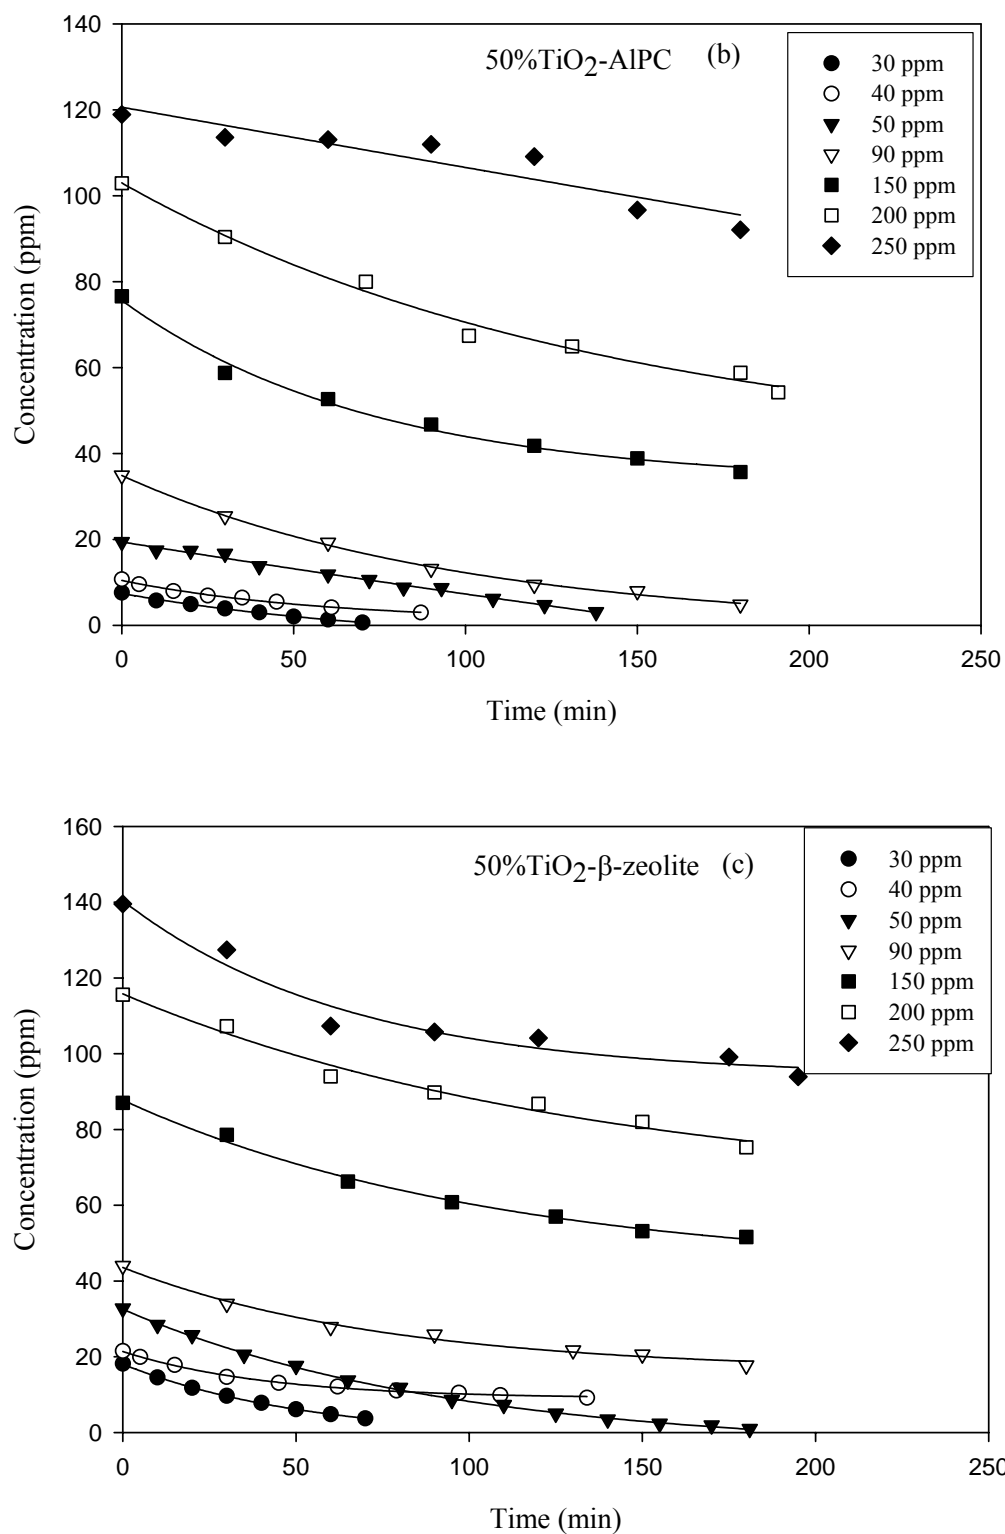 140
120
100
80
60
40
20
0
Concentration (ppm)
50%TiO2-AlPC (b)
30 ppm
40 ppm
50 ppm
90 ppm
150 ppm
200 ppm
250 ppm
0 50 100 150 200 250
Time (min)
160
140
120
100
80
60
40
20
0
Concentration (ppm)
50%TiO2-β-zeolite (c)
30 ppm
40 ppm
50 ppm
90 ppm
150 ppm
200 ppm
250 ppm
0 50 100 150 200 250
Time (min)